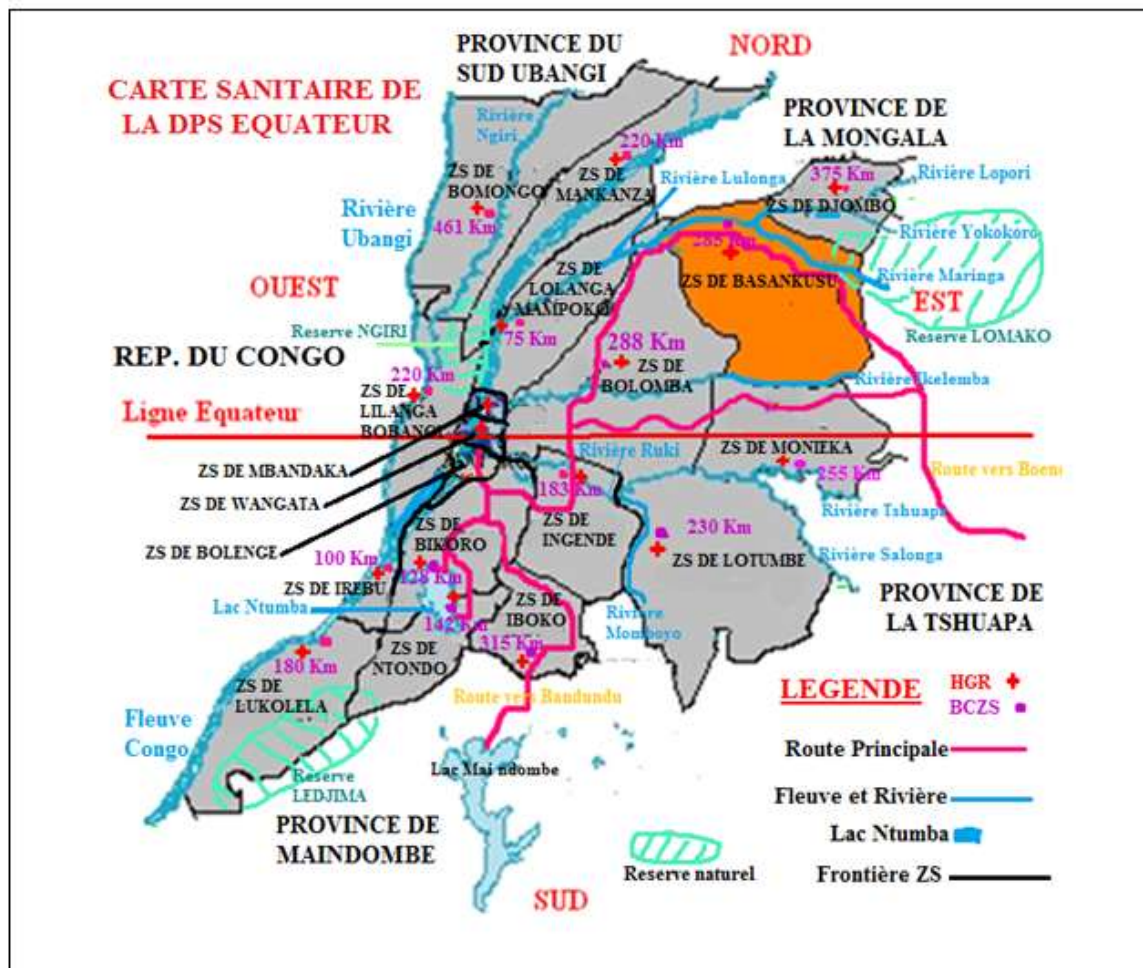 PROVINCE DU
SUD UBANGI
NORD
CARTE SANITAIRE DE
LA DPS EQUATEUR
PROVINCE DE
LA MONGALA
Rivière
Ngiri
220 Km
ZS DE
BOMONGO
ZS DE
MANKANZA
Rivière Lulonga
375 Km
Rivière Lopori
ZS DE DJOMBO
Rivière
Ubangi
461 Km
Rivière Yokokoro
285 Km
ZS DE BASANKUSU
Rivière Maringa
OUEST
ZS DE
LOLANGA
MAMPOKO
EST
Reserve NGIRI
75 Km
Reserve LOMAKO
REP. DU CONGO
288 Km
ZS DE
BOLOMBA
220 Km
Rivière Ikelemba
ZS DE
LILANGA
BOBANGI
Ligne Equateur
ZS DE MBANDAKA
Rivière Ruki
ZS DE MONIEKA
Route vers Boen
ZS DE WANGATA
183 Km
255 Km
Rivière Tshuapa
ZS DE BOLENGE
ZS DE
BIKORO
ZS DE
INGENDE
230 Km
ZS DE LOTUMBE
Rivière Salonga
100 Km
ZS DE IREBU
128 Km
Lac Ntumba
ZS DE
IBOKO
Rivière
Momboyo
PROVINCE DE
LA TSHUAPA
142 Km
315 Km
ZS DE
NTONDO
180 Km
ZS DE
LUKOLELA
Route vers Bandundu
LEGENDE
HGR
BCZS
Fleuve
Congo
Route Principale
Lac Mai ndombe
Reserve
LEDJIMA
Fleuve et Rivière
PROVINCE DE
MAINDOMBE
Lac Ntumba
Reserve naturel
Frontière ZS
SUD